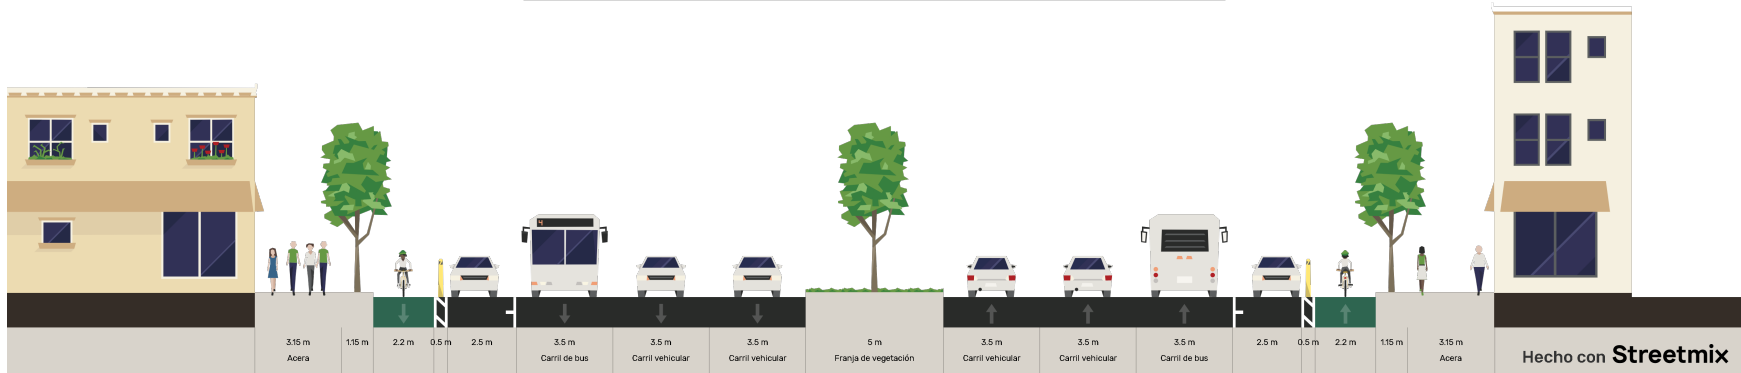 4
3.15 m 1.15 m 2.2 m 0.5 m 2.5 m 3.5 m 3.5 m 3.5 m 5 m 3.5 m 3.5 m 3.5 m 2.5 m 0.5 m 2.2 m 1.15 m 3.15 m
Acera Carril de bus Carril vehicular Carril vehicular Franja de vegetación Carril vehicular Carril vehicular Carril de bus Acera
Hecho con Streetmix